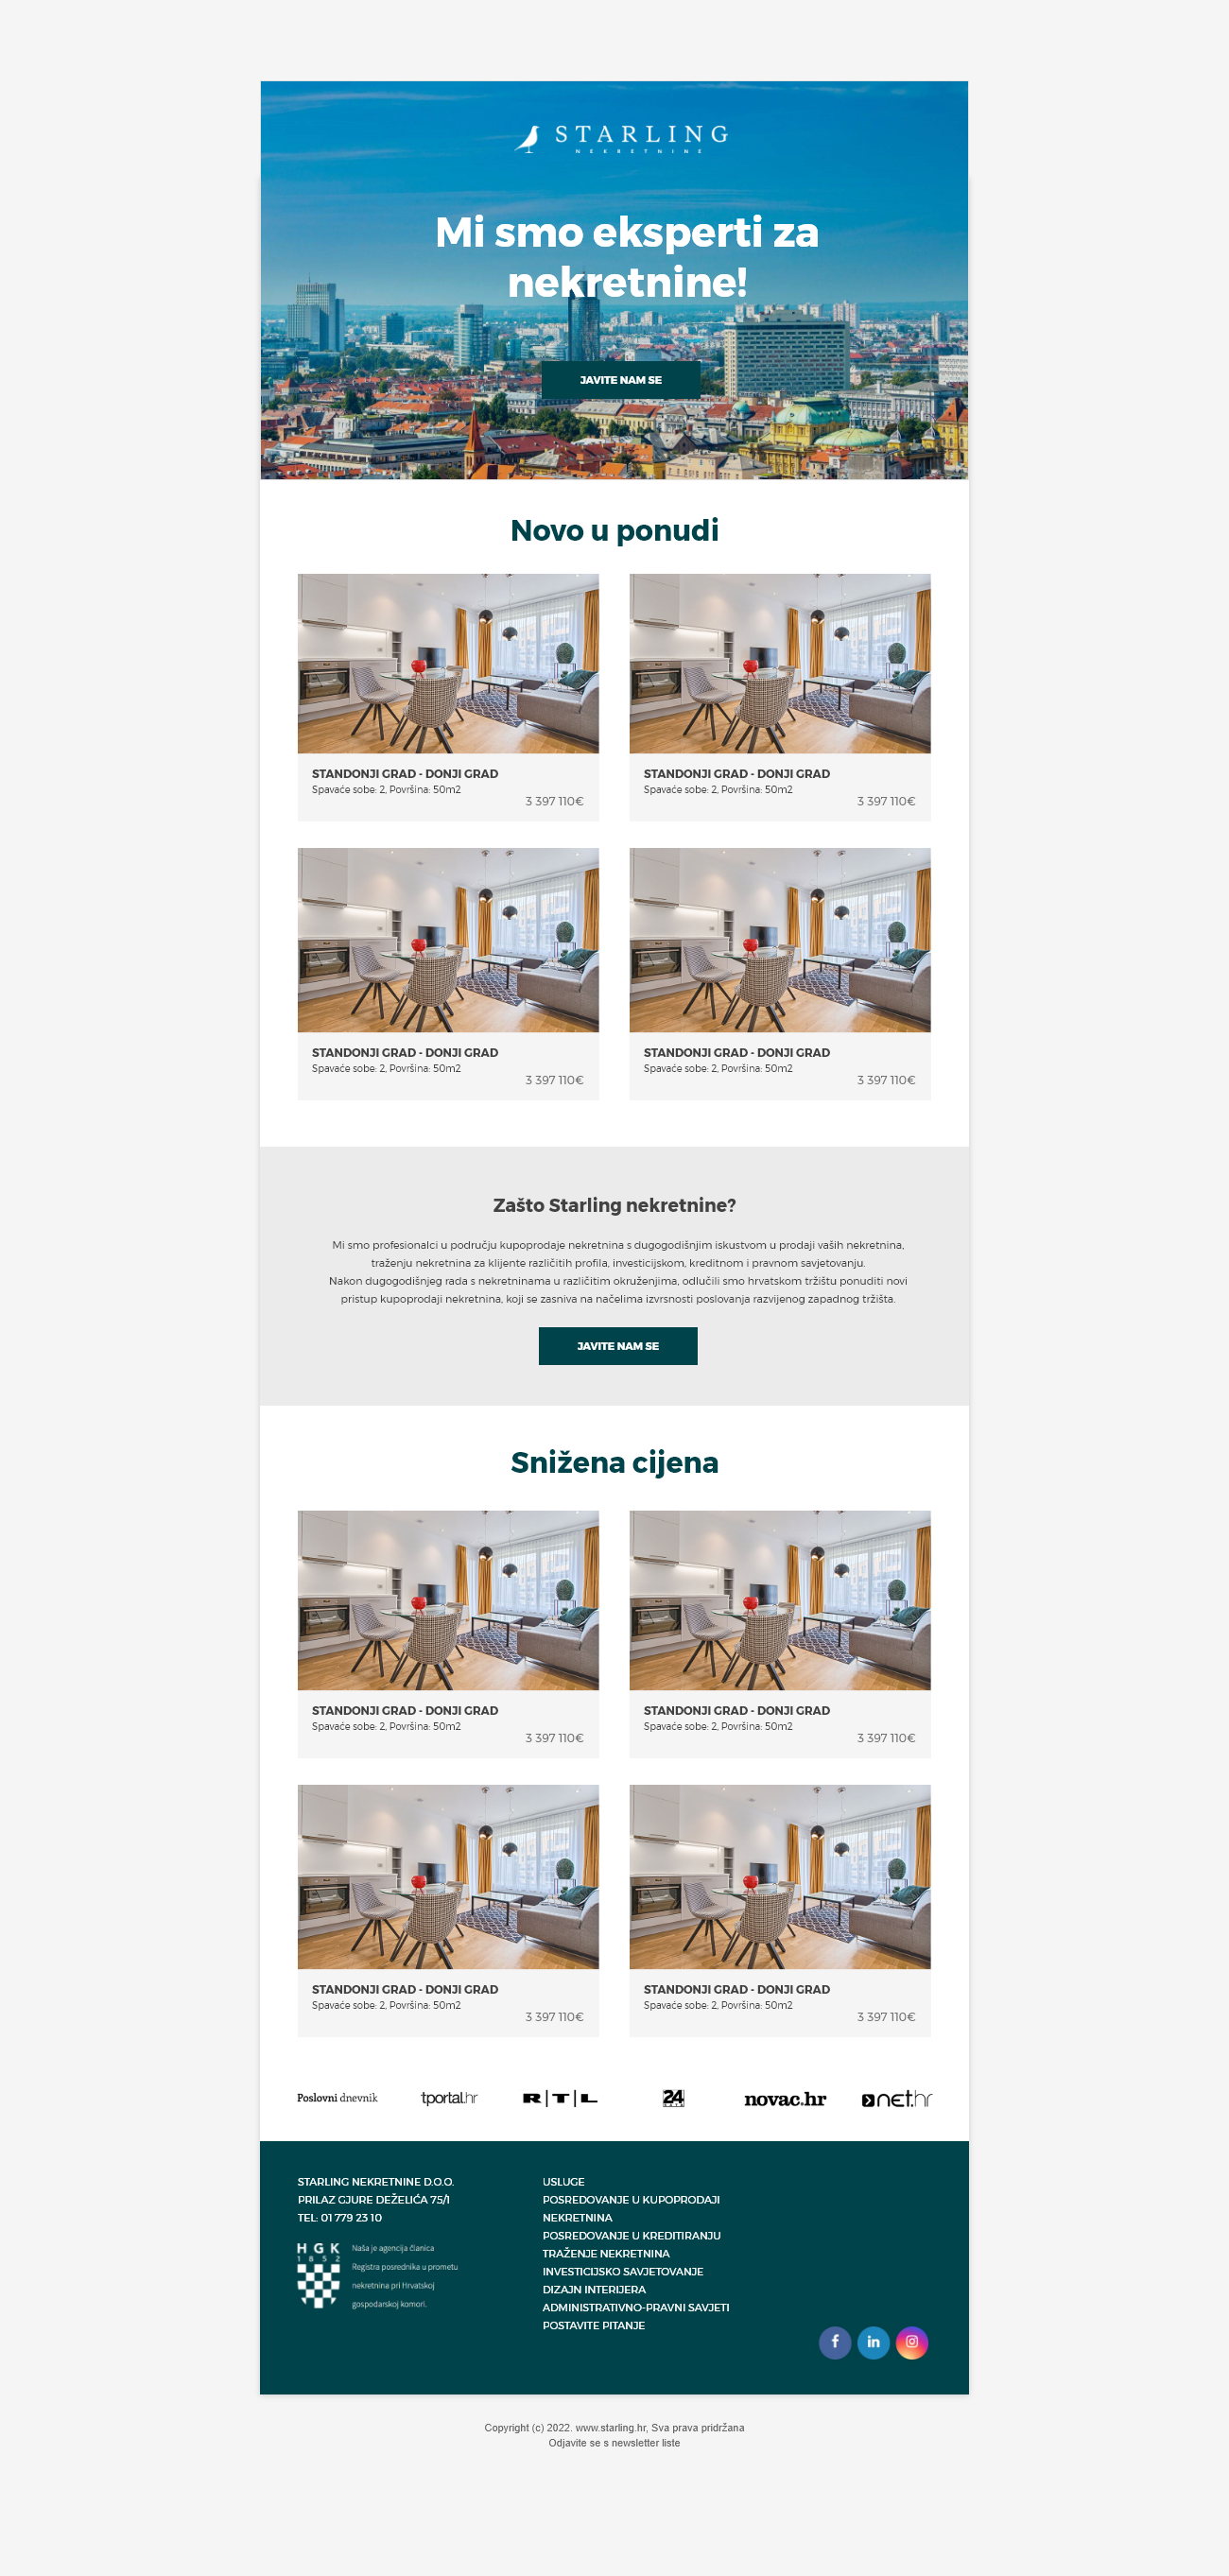 STARLING
NEKRETNINE
Mi smo eksperti za
nekretnine!
JAVITE NAM SE
Novo u ponudi
STANDONJI GRAD - DONJI GRAD
Spavaće sobe: 2, Površina: 50m2
3 397 110€
STANDONJI GRAD - DONJI GRAD
Spavaće sobe: 2, Površina: 50m2
3 397 110€
STANDONJI GRAD - DONJI GRAD
Spavaće sobe: 2, Površina: 50m2
3 397 110€
STANDONJI GRAD - DONJI GRAD
Spavaće sobe: 2, Površina: 50m2
3 397 110€
Zašto Starling nekretnine?
Mi smo profesionalci u području kupoprodaje nekretnina s dugogodišnjim iskustvom u prodaji vaših nekretnina,
traženju nekretnina za klijente različitih profila, investicijskom, kreditnom i pravnom savjetovanju.
Nakon dugogodišnjeg rada s nekretninama u različitim okruženjima, odlučili smo hrvatskom tržištu ponuditi novi
pristup kupoprodaji nekretnina, koji se zasniva na načelima izvrsnosti poslovanja razvijenog zapadnog tržišta.
JAVITE NAM SE
Snižena cijena
STANDONJI GRAD - DONJI GRAD
Spavaće sobe: 2, Površina: 50m2
3 397 110€
STANDONJI GRAD - DONJI GRAD
Spavaće sobe: 2, Površina: 50m2
3 397 110€
STANDONJI GRAD - DONJI GRAD
Spavaće sobe: 2, Površina: 50m2
3 397 110€
STANDONJI GRAD - DONJI GRAD
Spavaće sobe: 2, Površina: 50m2
3 397 110€
Poslovni dnevnik
tportal.hr
R|T|L
24
novac.hr
net.hr
STARLING NEKRETNINE D.O.O.
PRILAZ GJURE DEŽELIĆA 75/1
TEL: 01 779 23 10
HGK
1852
Naša je agencija članica
Registra posrednika u prometu
nekretnina pri Hrvatskoj
gospodarskoj komori.
USLUGE
POSREDOVANJE U KUPOPRODAJI
NEKRETNINA
POSREDOVANJE U KREDITIRANJU
TRAŽENJE NEKRETNINA
INVESTICIJSKO SAVJETOVANJE
DIZAJN INTERIJERA
ADMINISTRATIVNO-PRAVNI SAVJETI
POSTAVITE PITANJE
f
in
Copyright (c) 2022. www.starling.hr, Sva prava pridržana
Odjavite se s newsletter liste